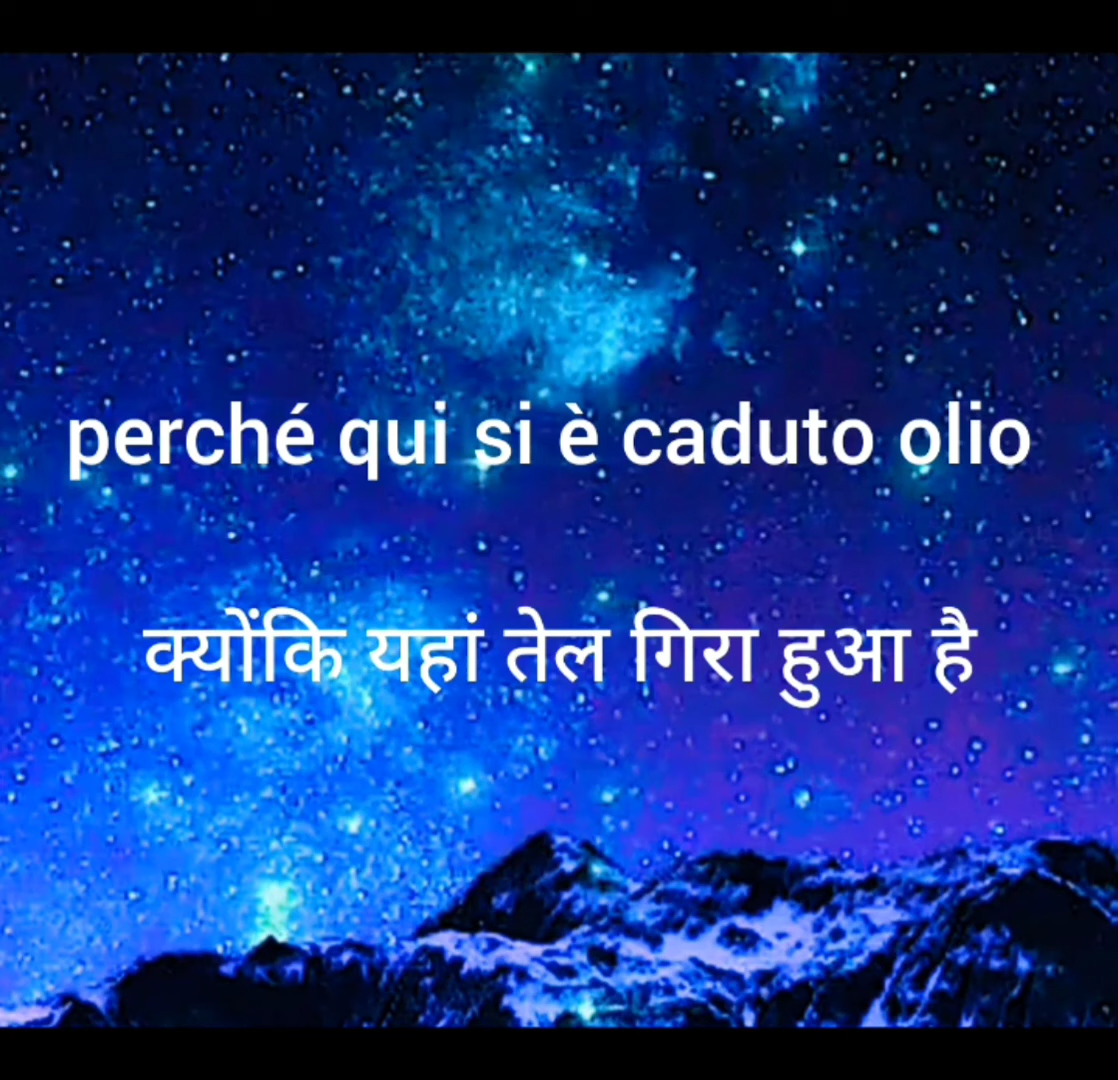 perché qui si è caduto olio
क्योंकि यहां तेल गिरा हुआ है